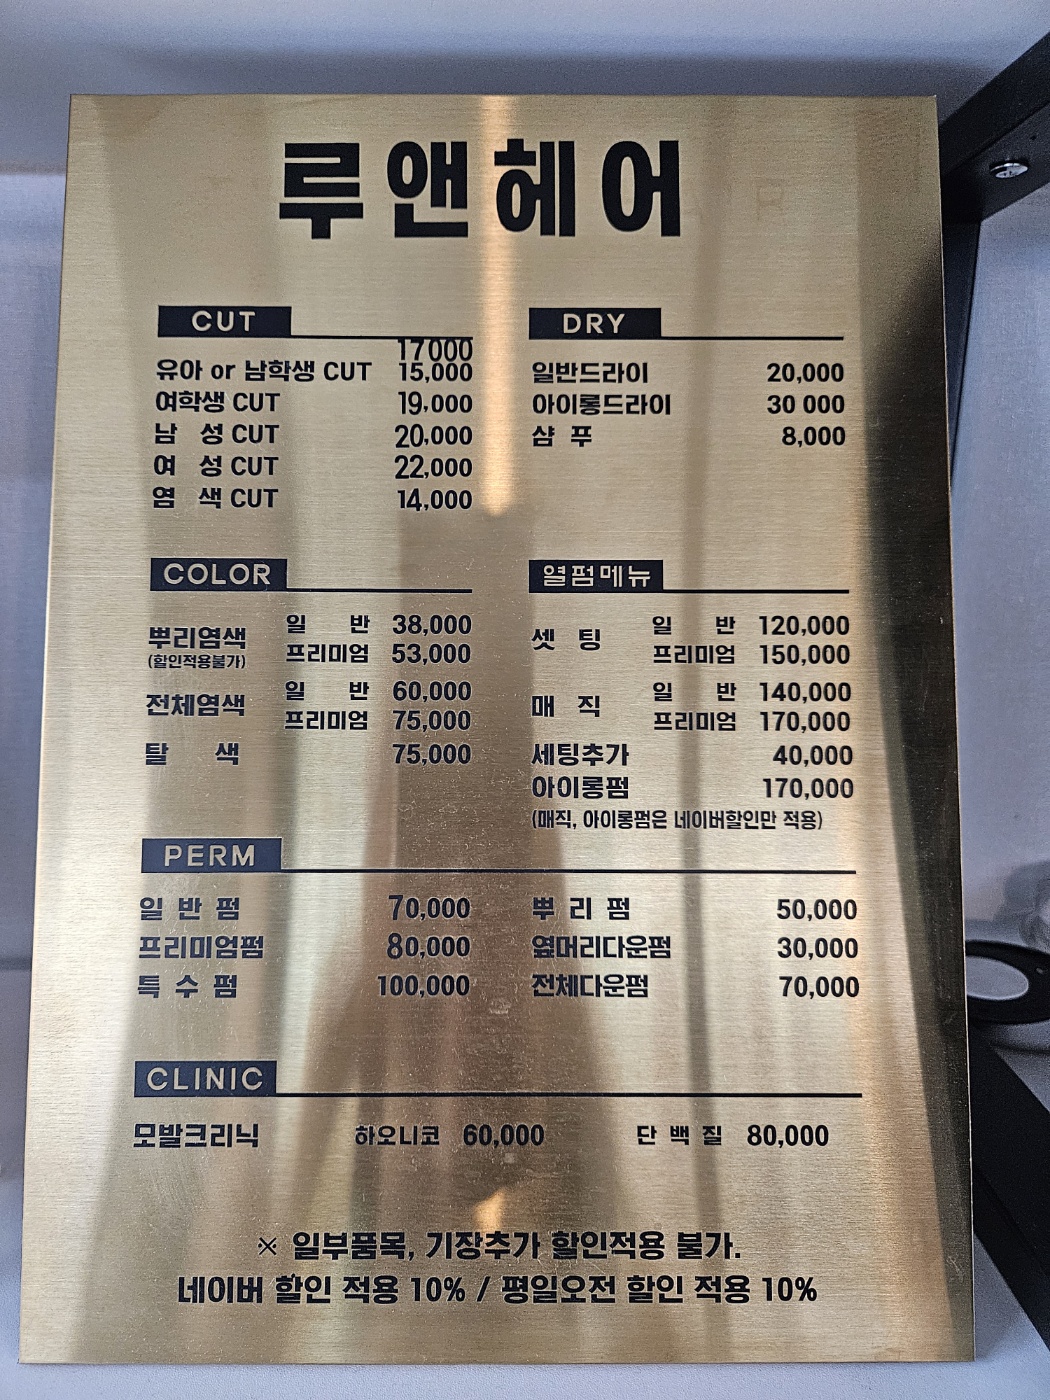 루앤헤어
CUT
17000
유아 or 남학생 CUT 15,000
여학생 CUT 19,000
남 성 CUT 20,000
여 성 CUT 22,000
염 색 CUT 14,000
DRY
일반드라이 20,000
아이롱드라이 30 000
샴 푸 8,000
COLOR
뿌리염색 일 반 38,000
(할인적용불가) 프리미엄 53,000
전체염색 일 반 60,000
프리미엄 75,000
탈 색 75,000
열펌메뉴
셋 팅 일 반 120,000
프리미엄 150,000
매 직 일 반 140,000
프리미엄 170,000
세팅추가 40,000
아이롱펌 170,000
(매직, 아이롱펌은 네이버할인만 적용)
PERM
일 반 펌 70,000
프리미엄펌 80,000
특 수 펌 100,000
뿌 리 펌 50,000
옆머리다운펌 30,000
전체다운펌 70,000
CLINIC
모발크리닉 하오니코 60,000 단 백 질 80,000
※ 일부품목, 기장추가 할인적용 불가.
네이버 할인 적용 10% / 평일오전 할인 적용 10%